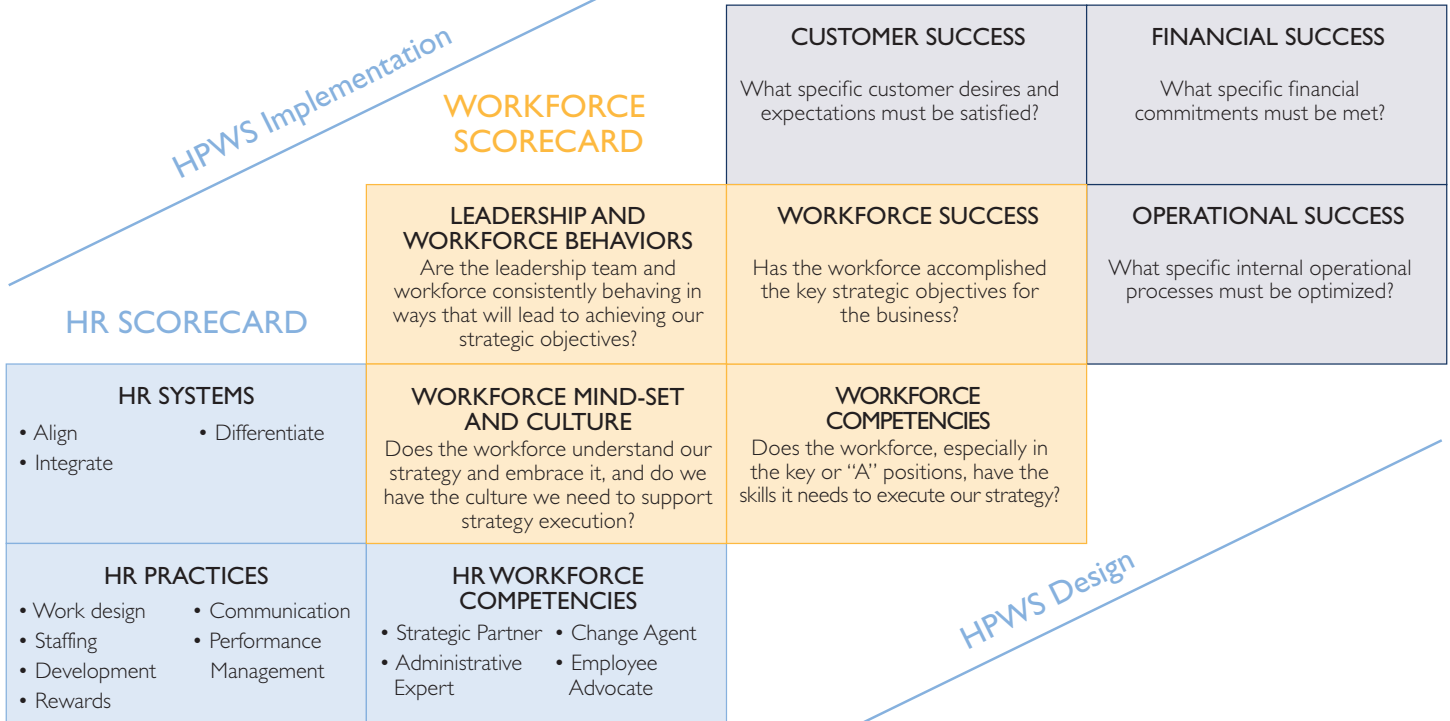 HPWS Implementation
WORKFORCE
SCORECARD
CUSTOMER SUCCESS
What specific customer desires and
expectations must be satisfied?
FINANCIAL SUCCESS
What specific financial
commitments must be met?
HR SCORECARD
LEADERSHIP AND
WORKFORCE BEHAVIORS
Are the leadership team and
workforce consistently behaving in
ways that will lead to achieving our
strategic objectives?
WORKFORCE SUCCESS
Has the workforce accomplished
the key strategic objectives for
the business?
OPERATIONAL SUCCESS
What specific internal operational
processes must be optimized?
HR SYSTEMS
• Align
• Integrate
• Differentiate
WORKFORCE MIND-SET
AND CULTURE
Does the workforce understand our
strategy and embrace it, and do we
have the culture we need to support
strategy execution?
WORKFORCE
COMPETENCIES
Does the workforce, especially in
the key or “A” positions, have the
skills it needs to execute our strategy?
HR PRACTICES
• Work design
• Staffing
• Development
• Rewards
• Communication
• Performance
Management
HR WORKFORCE
COMPETENCIES
• Strategic Partner
• Administrative
Expert
• Change Agent
• Employee
Advocate
HPWS Design